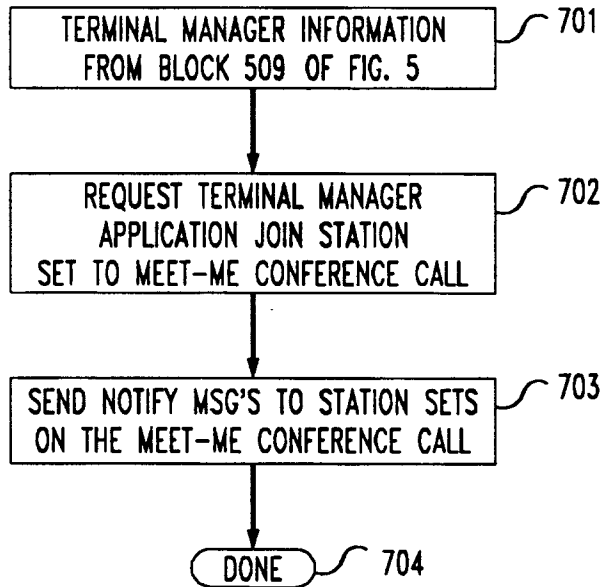 TERMINAL MANAGER INFORMATION
FROM BLOCK 509 OF FIG. 5
701
REQUEST TERMINAL MANAGER
APPLICATION JOIN STATION
SET TO MEET-ME CONFERENCE CALL
702
SEND NOTIFY MSG'S TO STATION SETS
ON THE MEET-ME CONFERENCE CALL
703
DONE
704